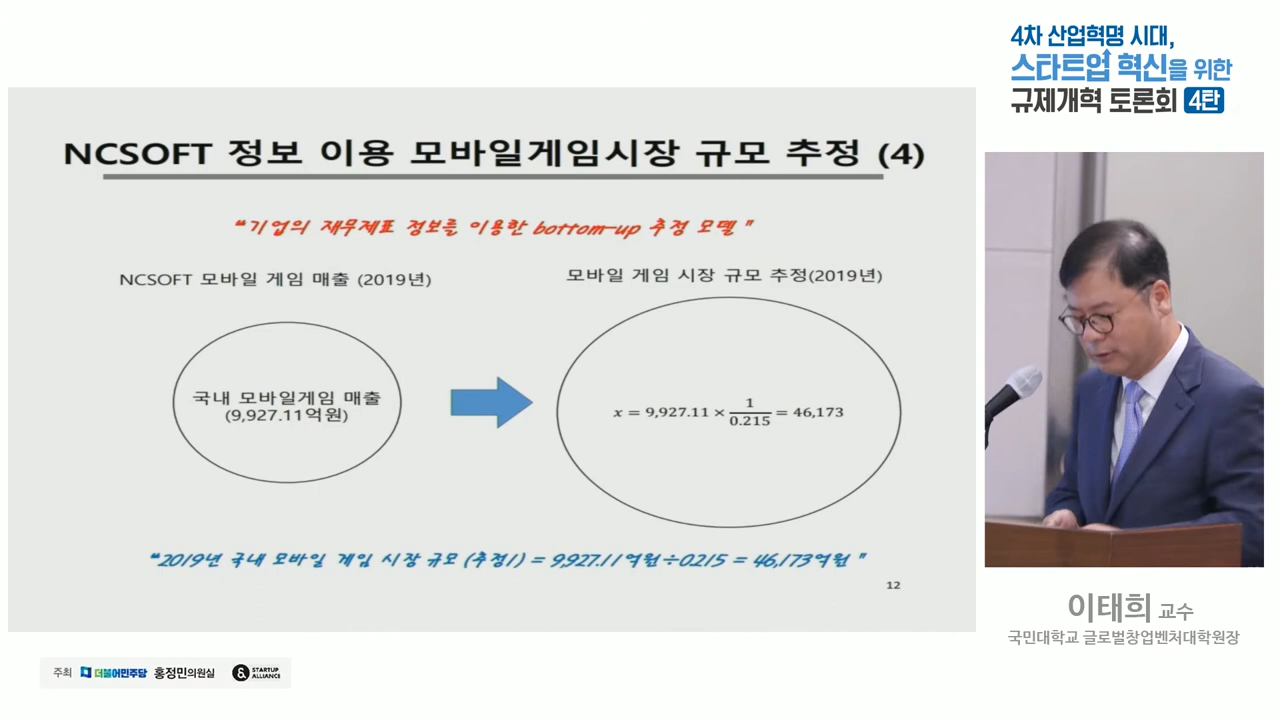 4차 산업혁명 시대,
스타트업 혁신을 위한
규제개혁 토론회 4탄
NCSOFT 정보 이용 모바일게임시장 규모 추정 (4)
“기업의 재무제표 정보를 이용한 bottom-up 추정 모델”
NCSOFT 모바일 게임 매출 (2019년)
모바일 게임 시장 규모 추정(2019년)
국내 모바일게임 매출
(9,927.11억원)
x = 9,927.11 × 1/0.215 = 46,173
“2019년 국내 모바일 게임 시장 규모 (추정1) = 9,927.11억원÷0.215 = 46,173억원”
12
이태희 교수
국민대학교 글로벌창업벤처대학원장
주최 더불어민주당 홍정민의원실 & STARTUP ALLIANCE